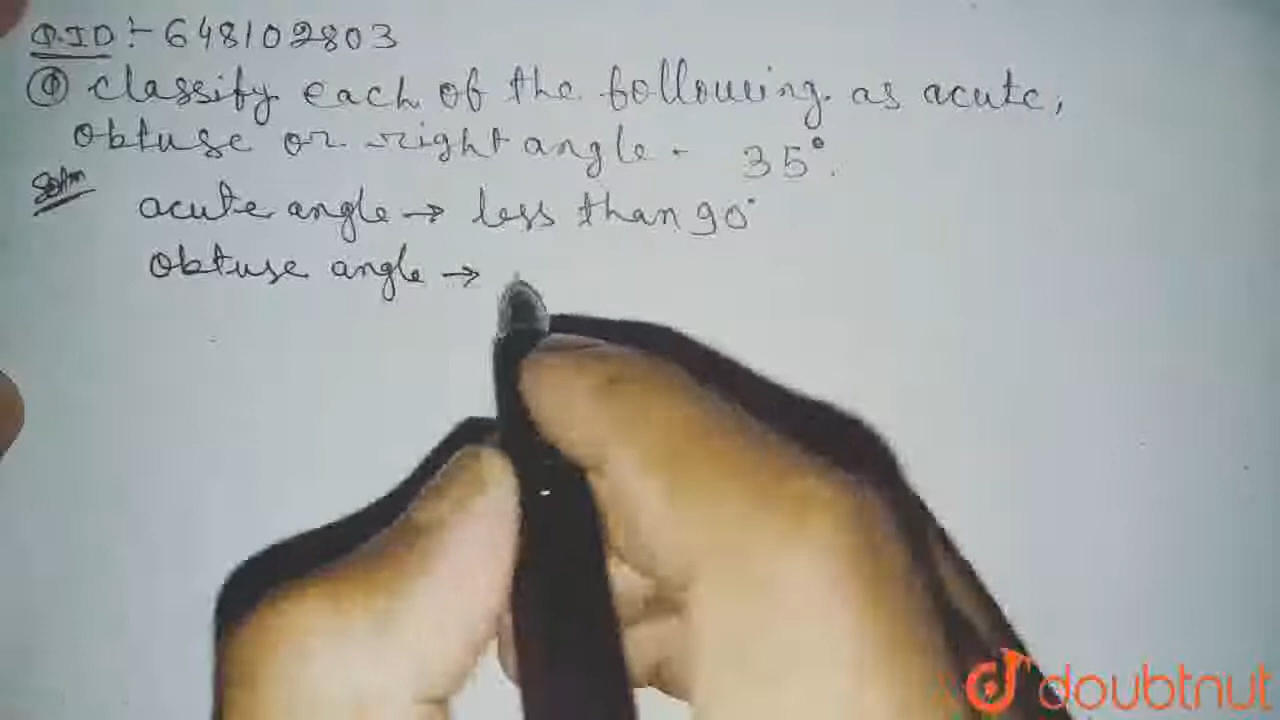 Q.ID :- 648102803
Q classify each of the following. as acute,
obtuse or right angle - 35°.
Soln
acute angle → less than 90°
obtuse angle →
doubtnut